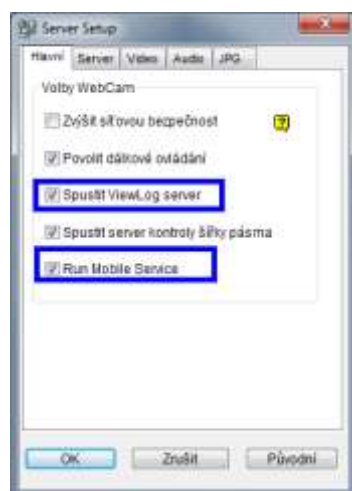 Server Setup
Hlavní Server Video Audio JPG
Volby WebCam
Zvýšit síťovou bezpečnost
Povolit dálkové ovládání
Spustit ViewLog server
Spustit server kontroly šířky pásma
Run Mobile Service
OK Zrušit Původní